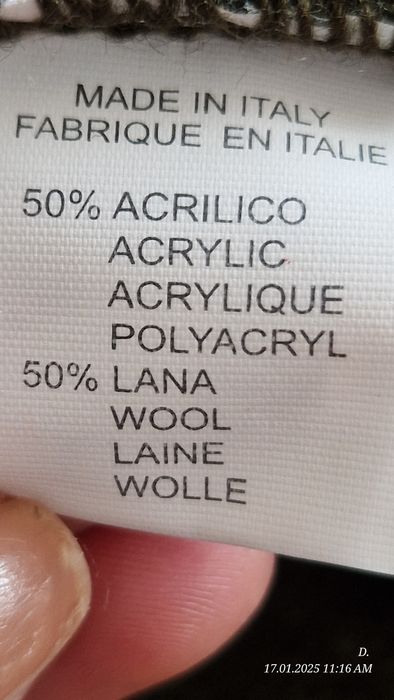 MADE IN ITALY
FABRIQUE EN ITALIE
50% ACRILICO
ACRYLIC
ACRYLIQUE
POLYACRYL
50% LANA
WOOL
LAINE
WOLLE
D.
17.01.2025 11:16 AM